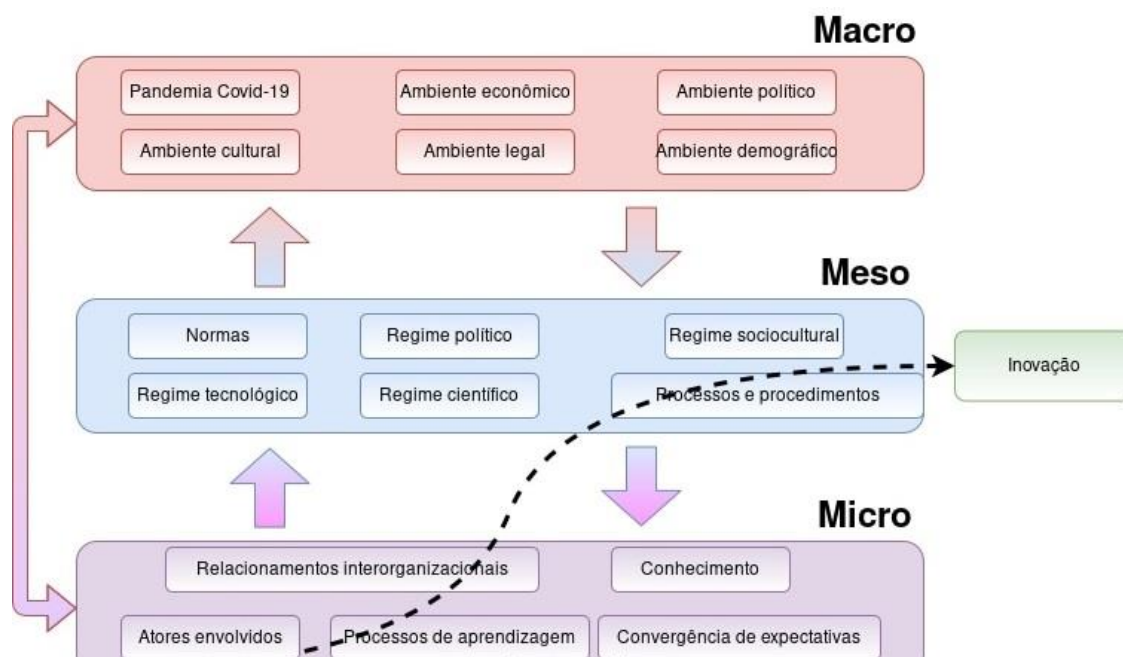 Macro
Pandemia Covid-19
Ambiente econômico
Ambiente político
Ambiente cultural
Ambiente legal
Ambiente demográfico
Meso
Normas
Regime político
Regime sociocultural
Inovação
Regime tecnológico
Regime científico
Processos e procedimentos
Micro
Relacionamentos interorganizacionais
Conhecimento
Atores envolvidos
Processos de aprendizagem
Convergência de expectativas